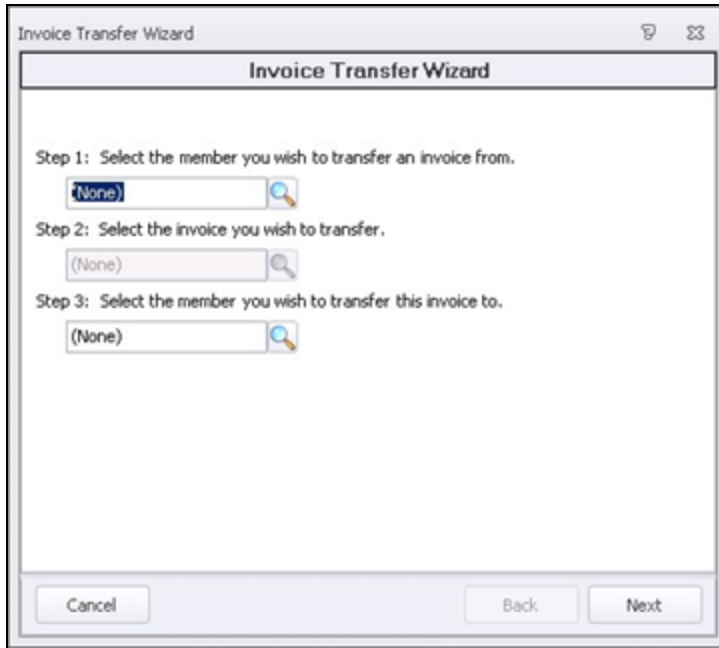 Invoice Transfer Wizard
Invoice Transfer Wizard
Step 1: Select the member you wish to transfer an invoice from.
(None)
Step 2: Select the invoice you wish to transfer.
(None)
Step 3: Select the member you wish to transfer this invoice to.
(None)
Cancel Back Next